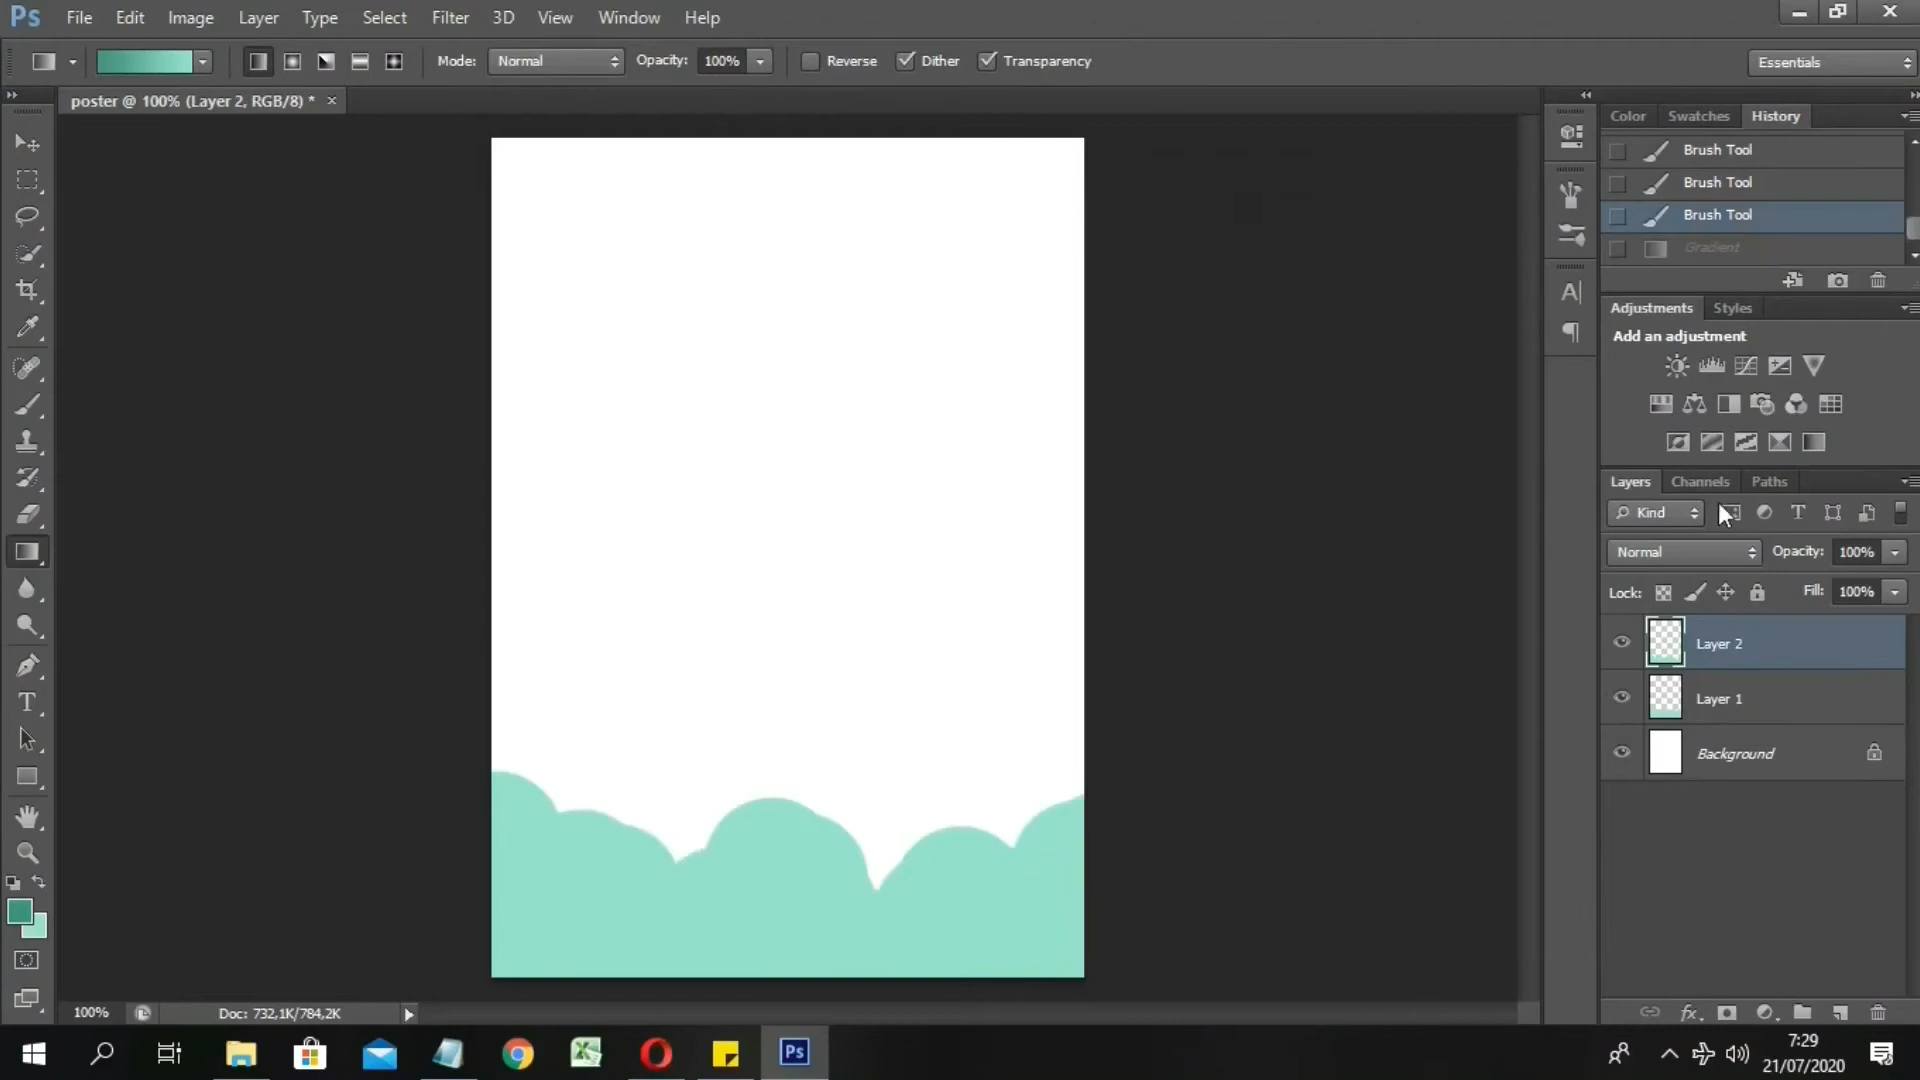 Ps File Edit Image Layer Type Select Filter 3D View Window Help
Mode: Normal Opacity: 100% Reverse Dither Transparency Essentials
poster @ 100% (Layer 2, RGB/8) * ×
Color Swatches History
Brush Tool
Brush Tool
Brush Tool
Gradient
Adjustments Styles
Add an adjustment
Layers Channels Paths
Kind
Normal Opacity: 100%
Lock: Fill: 100%
Layer 2
Layer 1
Background
100% Doc: 732,1K/784,2K
Ps
7:29
21/07/2020